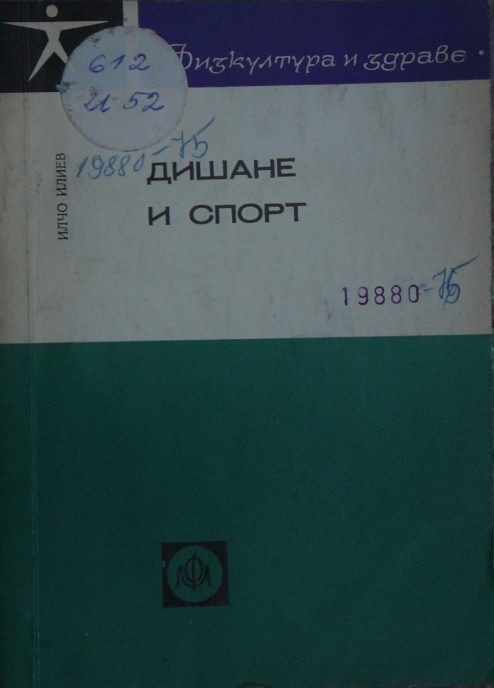 Физкултура и здраве
612
И 52
19880-75
ИЛЧО ИЛИЕВ
ДИШАНЕ
И СПОРТ
19880-75